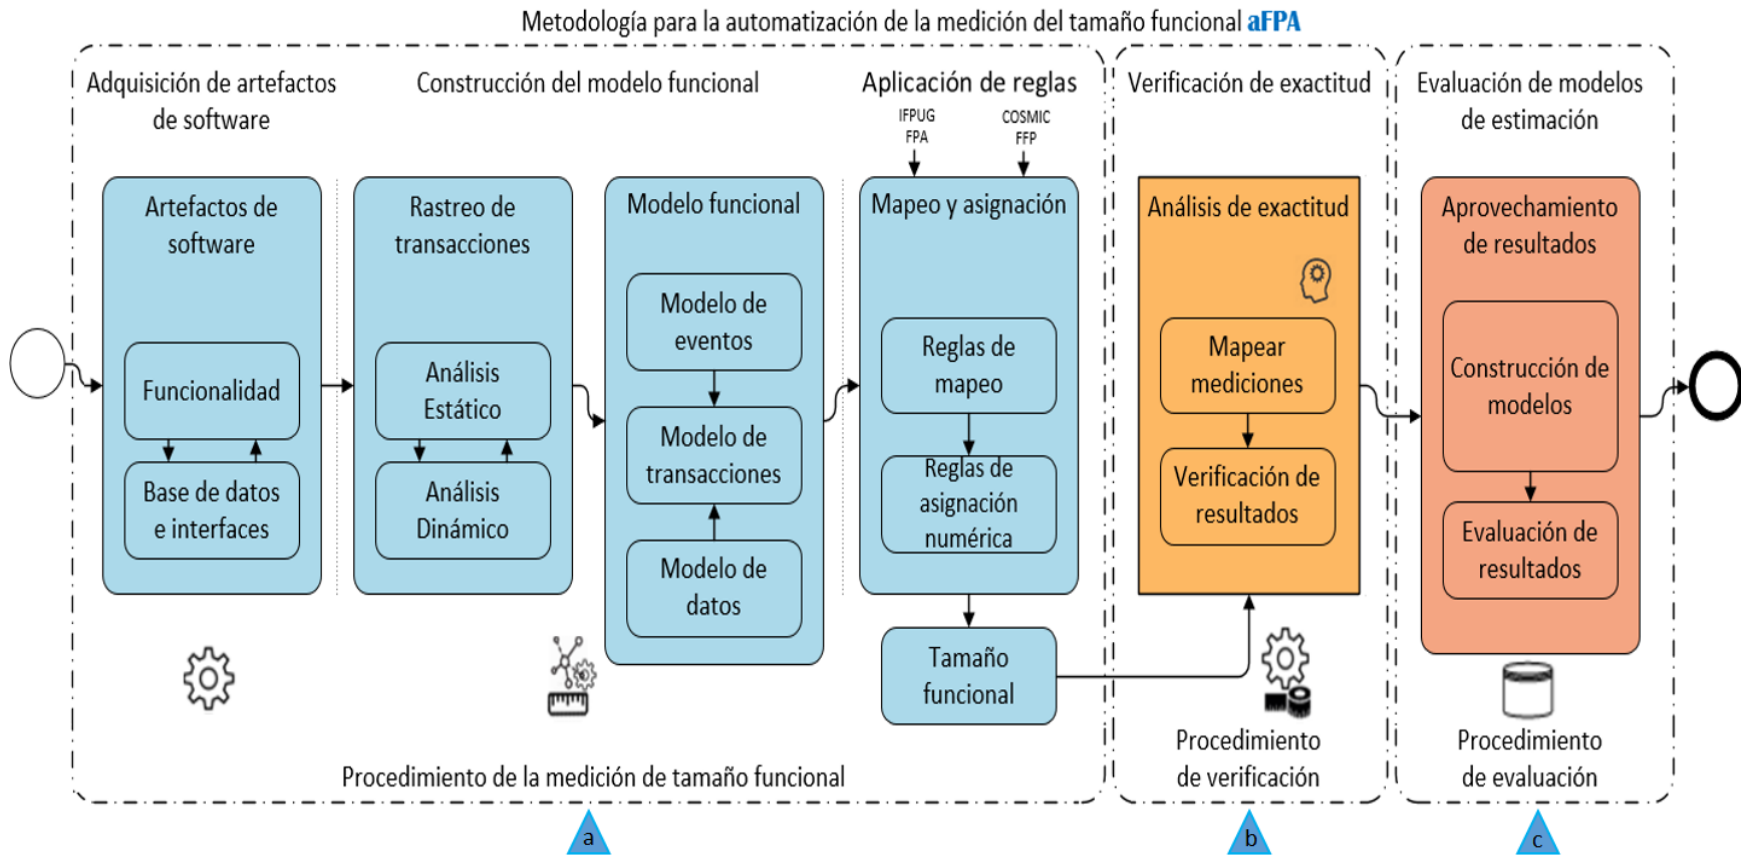 Metodología para la automatización de la medición del tamaño funcional aFPA
Adquisición de artefactos
de software
Construcción del modelo funcional
Aplicación de reglas
IFPUG
FPA
COSMIC
FFP
Verificación de exactitud
Evaluación de modelos
de estimación
Artefactos de
software
Funcionalidad
Base de datos
e interfaces
Rastreo de
transacciones
Análisis
Estático
Análisis
Dinámico
Modelo funcional
Modelo de
eventos
Modelo de
transacciones
Modelo de
datos
Mapeo y asignación
Reglas de
mapeo
Reglas de
asignación
numérica
Tamaño
funcional
Análisis de exactitud
Mapear
mediciones
Verificación de
resultados
Aprovechamiento
de resultados
Construcción de
modelos
Evaluación de
resultados
Procedimiento de la medición de tamaño funcional
Procedimiento
de verificación
Procedimiento
de evaluación
a
b
c